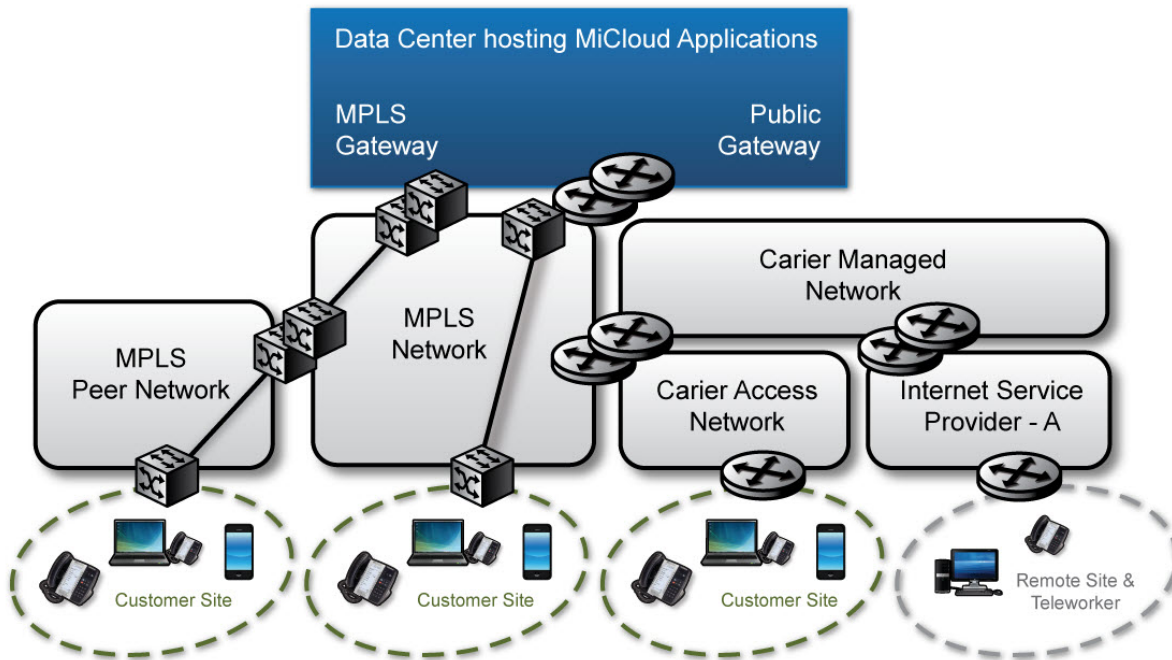 Data Center hosting MiCloud Applications
MPLS
Gateway
Public
Gateway
Carier Managed
Network
MPLS
Network
MPLS
Peer Network
Carier Access
Network
Internet Service
Provider - A
Customer Site
Customer Site
Customer Site
Remote Site &
Teleworker